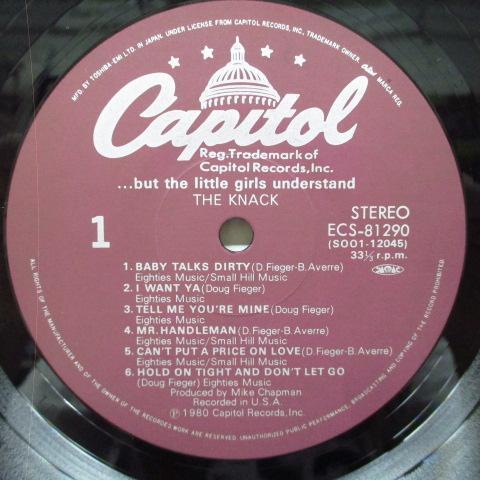 MFD. BY TOSHIBA-EMI LTD. IN JAPAN. UNDER LICENSE FROM CAPITOL RECORDS, INC., TRADEMARK OWNER. MARCA REG.
Capitol
Reg.Trademark of
Capitol Records,Inc.
...but the little girls understand
THE KNACK
1
STEREO
ECS-81290
(SOO1-12045)
33⅓ r.p.m.
1. BABY TALKS DIRTY (D.Fieger-B.Averre)
Eighties Music/Small Hill Music
2. I WANT YA (Doug Fieger)
Eighties Music
3. TELL ME YOU'RE MINE (Doug Fieger)
Eighties Music
4. MR. HANDLEMAN (D.Fieger-B.Averre)
Eighties Music/Small Hill Music
5. CAN'T PUT A PRICE ON LOVE (D.Fieger-B.Averre)
Eighties Music/Small Hill Music
6. HOLD ON TIGHT AND DON'T LET GO
(Doug Fieger) Eighties Music
Produced by Mike Chapman
Recorded in U.S.A.
Ⓟ 1980 Capitol Records, Inc.
ALL RIGHTS OF THE MANUFACTURER AND OF THE OWNER OF THE RECORDED WORK ARE RESERVED. UNAUTHORIZED PUBLIC PERFORMANCE, BROADCASTING AND COPYING OF THE RECORD PROHIBITED.